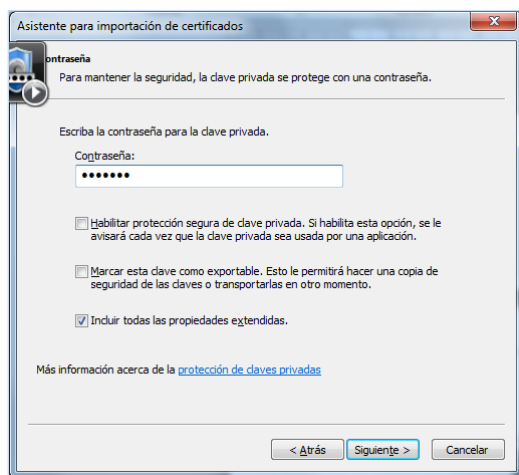 Asistente para importación de certificados
ontraseña
Para mantener la seguridad, la clave privada se protege con una contraseña.
Escriba la contraseña para la clave privada.
Contraseña:
•••••••
Habilitar protección segura de clave privada. Si habilita esta opción, se le
avisará cada vez que la clave privada sea usada por una aplicación.
Marcar esta clave como exportable. Esto le permitirá hacer una copia de
seguridad de las claves o transportarlas en otro momento.
Incluir todas las propiedades extendidas.
Más información acerca de la protección de claves privadas
< Atrás Siguiente > Cancelar